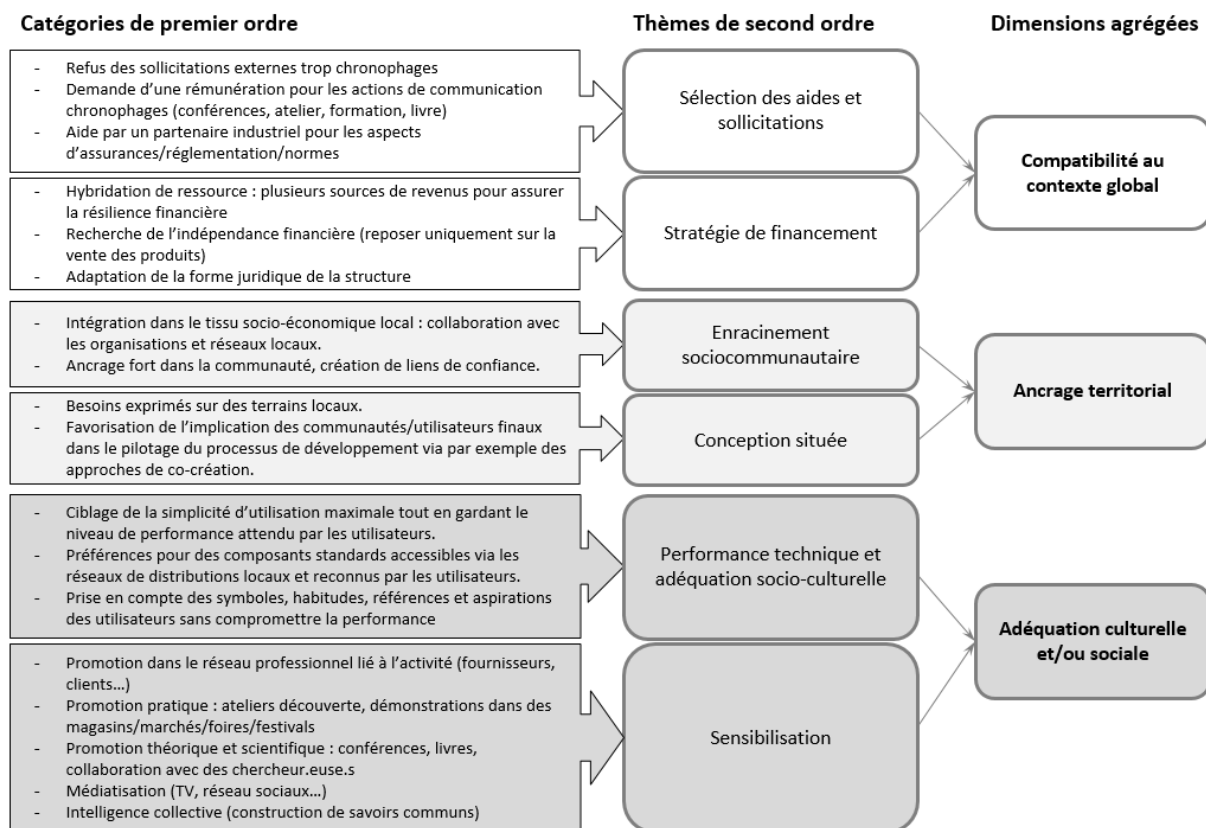 Catégories de premier ordre
Thèmes de second ordre
Dimensions agrégées
- Refus des sollicitations externes trop chronophages
- Demande d’une rémunération pour les actions de communication
chronophages (conférences, atelier, formation, livre)
- Aide par un partenaire industriel pour les aspects
d’assurances/réglementation/normes
Sélection des aides et
sollicitations
- Hybridation de ressource : plusieurs sources de revenus pour assurer
la résilience financière
- Recherche de l’indépendance financière (reposer uniquement sur la
vente des produits)
- Adaptation de la forme juridique de la structure
Stratégie de financement
Compatibilité au
contexte global
- Intégration dans le tissu socio-économique local : collaboration avec
les organisations et réseaux locaux.
- Ancrage fort dans la communauté, création de liens de confiance.
Enracinement
sociocommunautaire
- Besoins exprimés sur des terrains locaux.
- Favorisation de l’implication des communautés/utilisateurs finaux
dans le pilotage du processus de développement via par exemple des
approches de co-création.
Conception située
Ancrage territorial
- Ciblage de la simplicité d’utilisation maximale tout en gardant le
niveau de performance attendu par les utilisateurs.
- Préférences pour des composants standards accessibles via les
réseaux de distributions locaux et reconnus par les utilisateurs.
- Prise en compte des symboles, habitudes, références et aspirations
des utilisateurs sans compromettre la performance
Performance technique et
adéquation socio-culturelle
- Promotion dans le réseau professionnel lié à l’activité (fournisseurs,
clients…)
- Promotion pratique : ateliers découverte, démonstrations dans des
magasins/marchés/foires/festivals
- Promotion théorique et scientifique : conférences, livres,
collaboration avec des chercheur.euse.s
- Médiatisation (TV, réseau sociaux…)
- Intelligence collective (construction de savoirs communs)
Sensibilisation
Adéquation culturelle
et/ou sociale